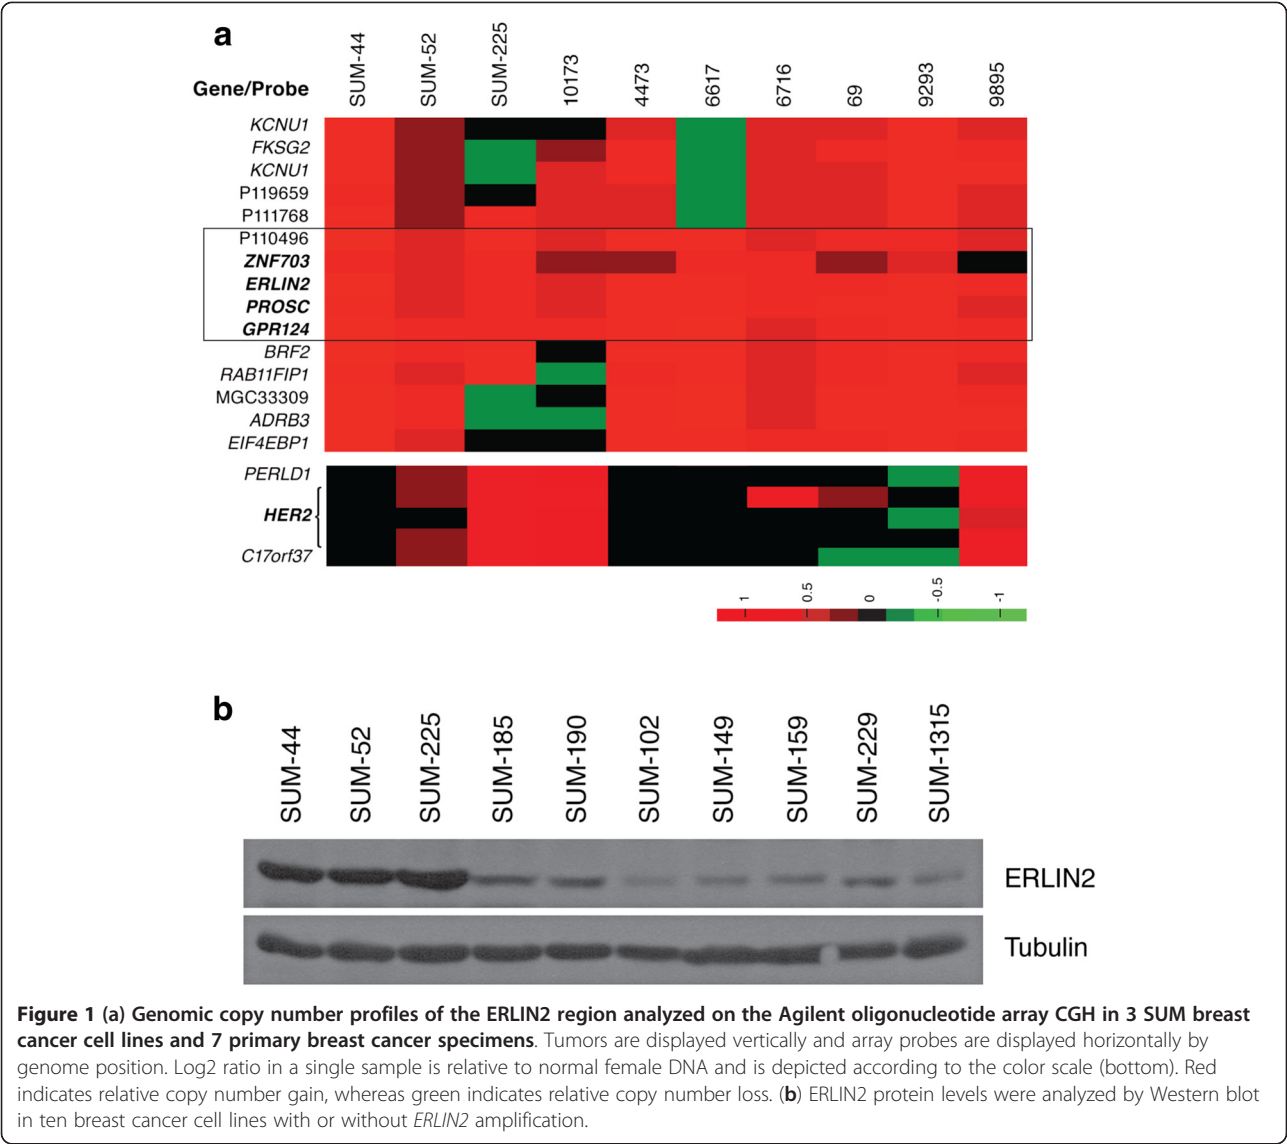 a
Gene/Probe
SUM-44
SUM-52
SUM-225
10173
4473
6617
6716
69
9293
9895
KCNU1
FKSG2
KCNU1
P119659
P111768
P110496
ZNF703
ERLIN2
PROSC
GPR124
BRF2
RAB11FIP1
MGC33309
ADRB3
EIF4EBP1
PERLD1
HER2
C17orf37
1
0.5
0
-0.5
-1
b
SUM-44
SUM-52
SUM-225
SUM-185
SUM-190
SUM-102
SUM-149
SUM-159
SUM-229
SUM-1315
ERLIN2
Tubulin
Figure 1 (a) Genomic copy number profiles of the ERLIN2 region analyzed on the Agilent oligonucleotide array CGH in 3 SUM breast
cancer cell lines and 7 primary breast cancer specimens. Tumors are displayed vertically and array probes are displayed horizontally by
genome position. Log2 ratio in a single sample is relative to normal female DNA and is depicted according to the color scale (bottom). Red
indicates relative copy number gain, whereas green indicates relative copy number loss. (b) ERLIN2 protein levels were analyzed by Western blot
in ten breast cancer cell lines with or without ERLIN2 amplification.